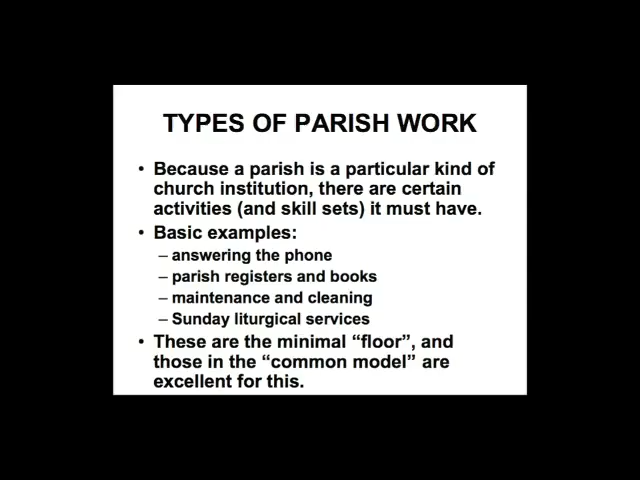 TYPES OF PARISH WORK
• Because a parish is a particular kind of
church institution, there are certain
activities (and skill sets) it must have.
• Basic examples:
– answering the phone
– parish registers and books
– maintenance and cleaning
– Sunday liturgical services
• These are the minimal “floor”, and
those in the “common model” are
excellent for this.